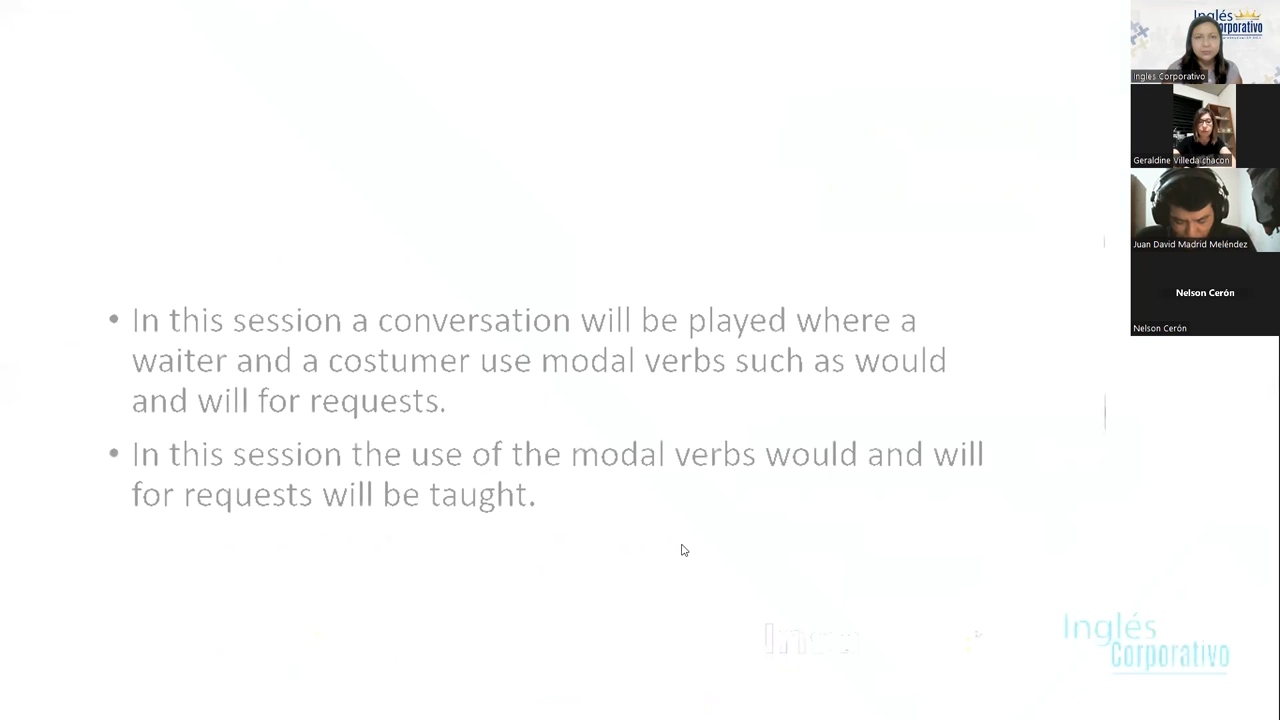 Inglés
Corporativo
Ingles Corporativo
Geraldine Villeda chacon
Juan David Madrid Meléndez
Nelson Cerón
Nelson Cerón
• In this session a conversation will be played where a
waiter and a costumer use modal verbs such as would
and will for requests.
• In this session the use of the modal verbs would and will
for requests will be taught.
Inglés
Corporativo